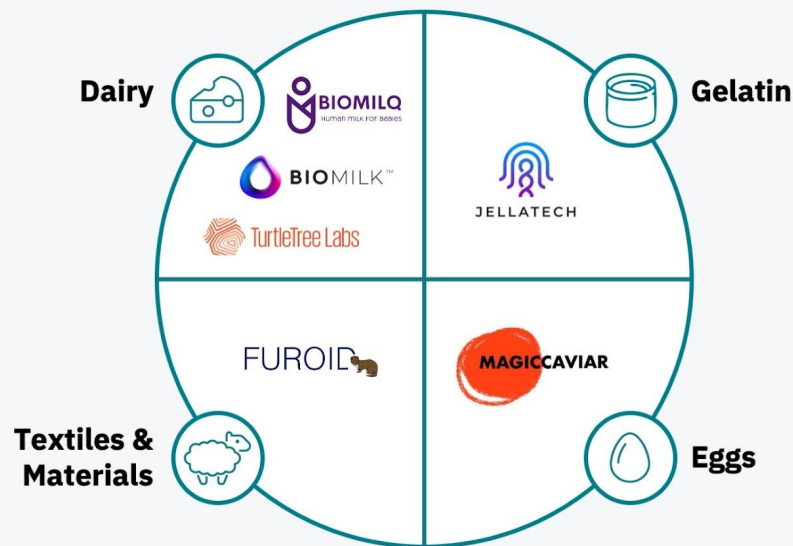 Dairy
BIOMILQ
HUMAN MILK FOR BABIES
Gelatin
BIOMILK™
JELLATECH
TurtleTree Labs
FUROID
MAGICCAVIAR
Textiles &
Materials
Eggs